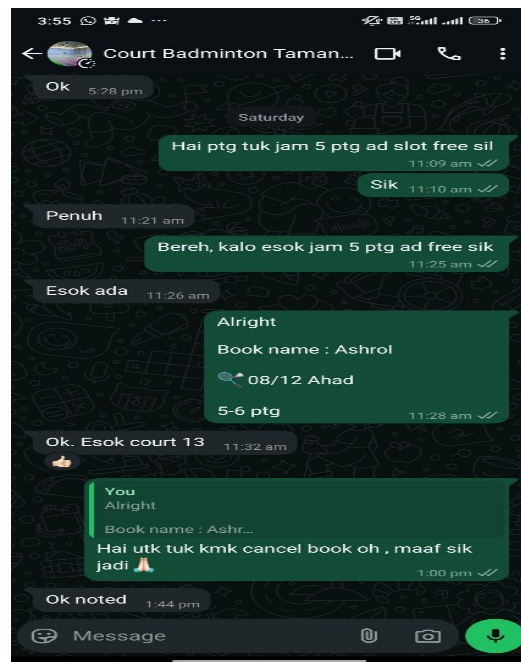 3:55
5G 36
Court Badminton Taman...
Ok 5:28 pm
Saturday
Hai ptg tuk jam 5 ptg ad slot free sil
11:09 am
Sik 11:10 am
Penuh 11:21 am
Bereh, kalo esok jam 5 ptg ad free sik
11:25 am
Esok ada 11:26 am
Alright
Book name : Ashrol
08/12 Ahad
5-6 ptg 11:28 am
Ok. Esok court 13 11:32 am
You
Alright
Book name : Ashr...
Hai utk tuk kmk cancel book oh , maaf sik
jadi
1:00 pm
Ok noted 1:44 pm
Message